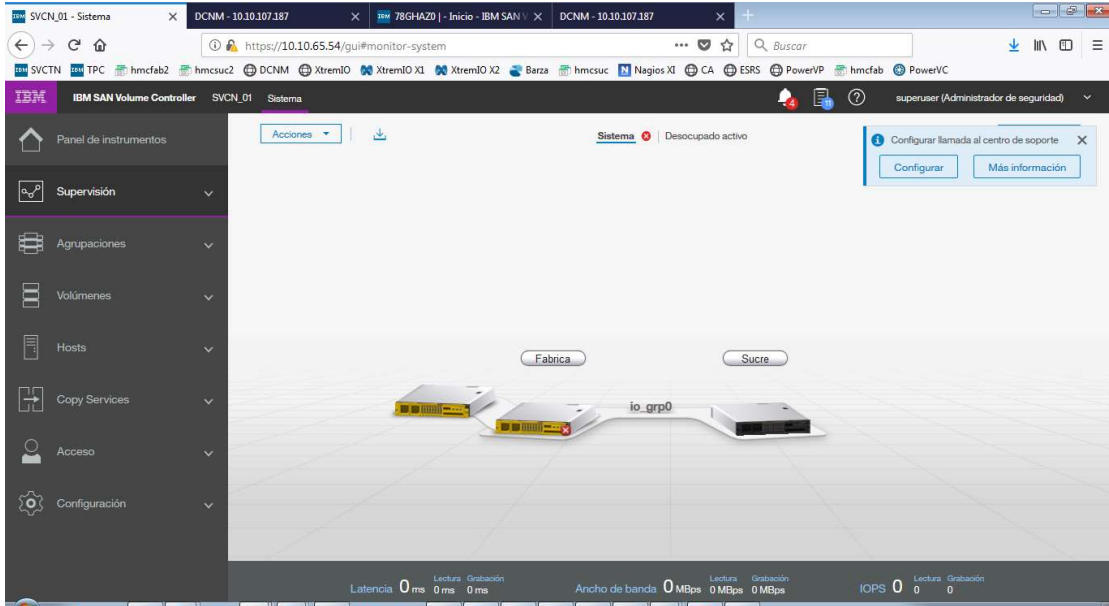 SVCN_01 - Sistema
DCNM - 10.10.107.187
78GHAZ0 | - Inicio - IBM SAN V
DCNM - 10.10.107.187
https://10.10.65.54/gui#monitor-system
Buscar
SVCTN TPC hmcfab2 hmcsuc2 DCNM XtremIO XtremIO X1 XtremIO X2 Barza hmcsuc Nagios XI CA ESRS PowerVP hmcfab PowerVC
IBM IBM SAN Volume Controller SVCN_01 Sistema
4
11
superuser (Administrador de seguridad)
Panel de instrumentos
Supervisión
Agrupaciones
Volúmenes
Hosts
Copy Services
Acceso
Configuración
Acciones
Sistema Desocupado activo
Configurar llamada al centro de soporte
Configurar Más información
Fabrica
Sucre
io_grp0
Latencia 0 ms Lectura 0 ms Grabación 0 ms
Ancho de banda 0 MBps Lectura 0 MBps Grabación 0 MBps
IOPS 0 Lectura 0 Grabación 0